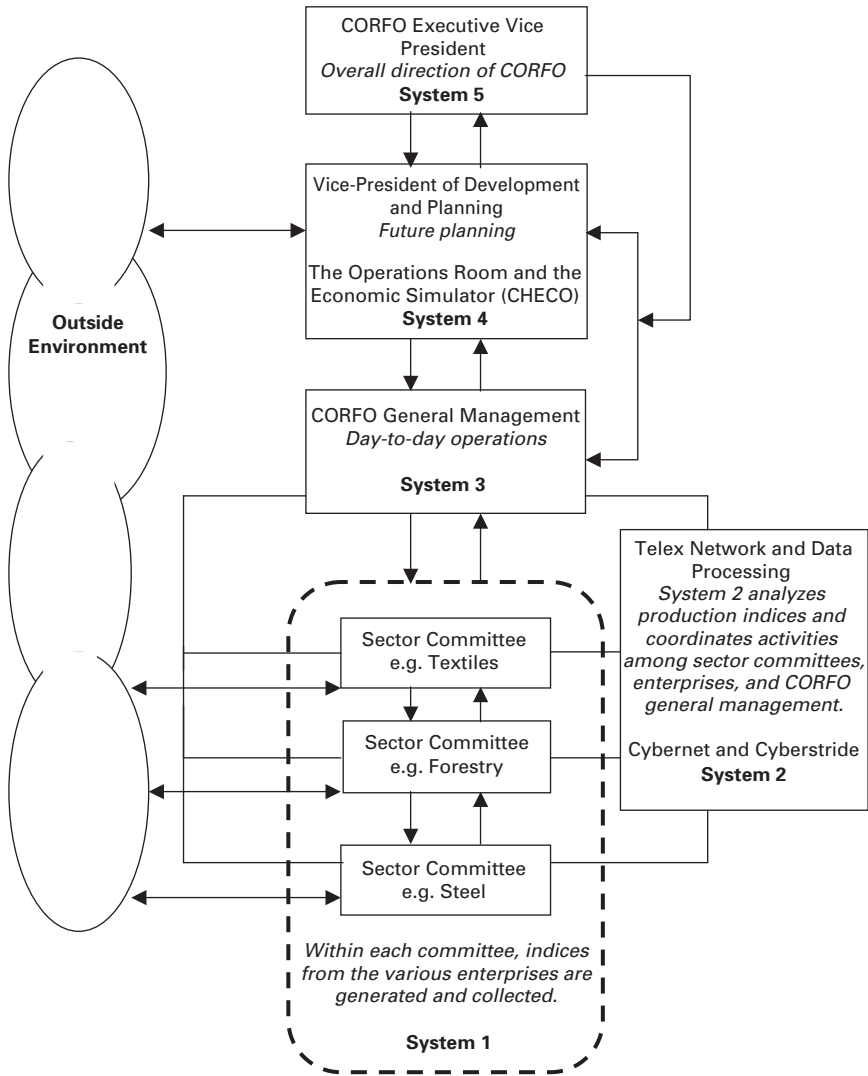 CORFO Executive Vice
President
Overall direction of CORFO
System 5
Vice-President of Development
and Planning
Future planning
The Operations Room and the
Economic Simulator (CHECO)
System 4
Outside
Environment
CORFO General Management
Day-to-day operations
System 3
Telex Network and Data
Processing
System 2 analyzes
production indices and
coordinates activities
among sector committees,
enterprises, and CORFO
general management.
Cybernet and Cyberstride
System 2
Sector Committee
e.g. Textiles
Sector Committee
e.g. Forestry
Sector Committee
e.g. Steel
Within each committee, indices
from the various enterprises are
generated and collected.
System 1